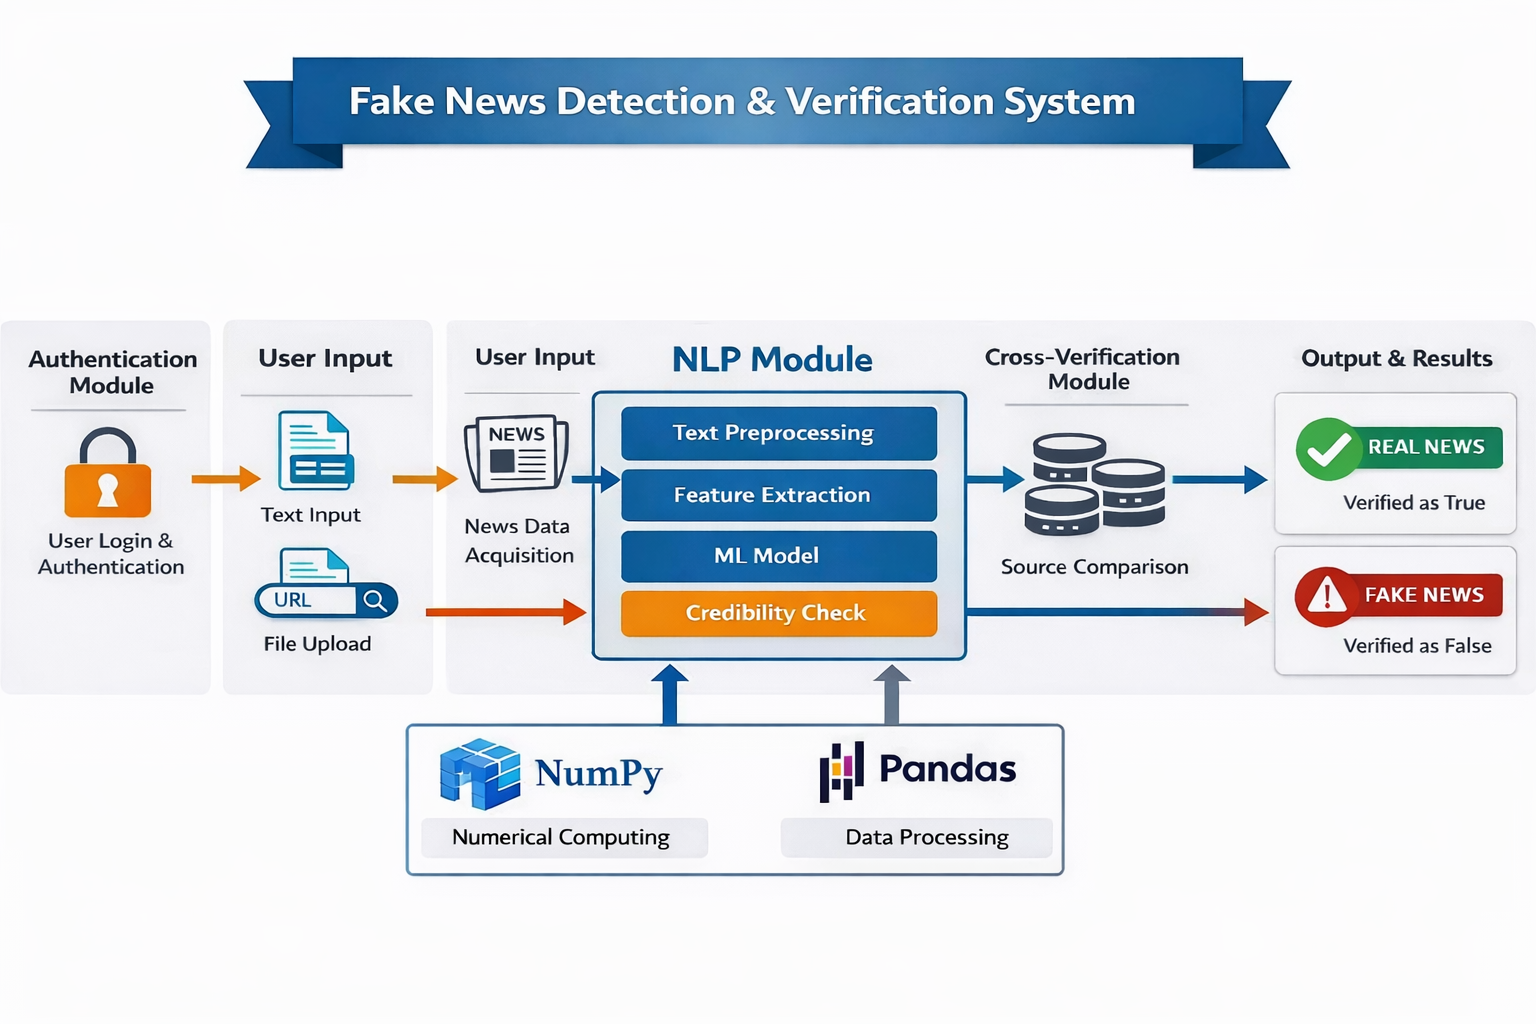 Fake News Detection & Verification System
Authentication
Module
User Login &
Authentication
User Input
Text Input
URL
File Upload
User Input
NEWS
News Data
Acquisition
NLP Module
Text Preprocessing
Feature Extraction
ML Model
Credibility Check
Cross-Verification
Module
Source Comparison
Output & Results
REAL NEWS
Verified as True
FAKE NEWS
Verified as False
NumPy
Numerical Computing
Pandas
Data Processing